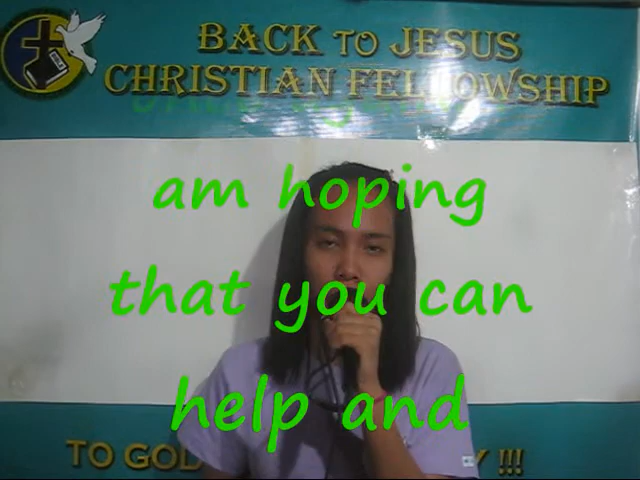 BACK TO JESUS
CHRISTIAN FELLOWSHIP
am hoping
that you can
help and
TO GOD
Y !!!